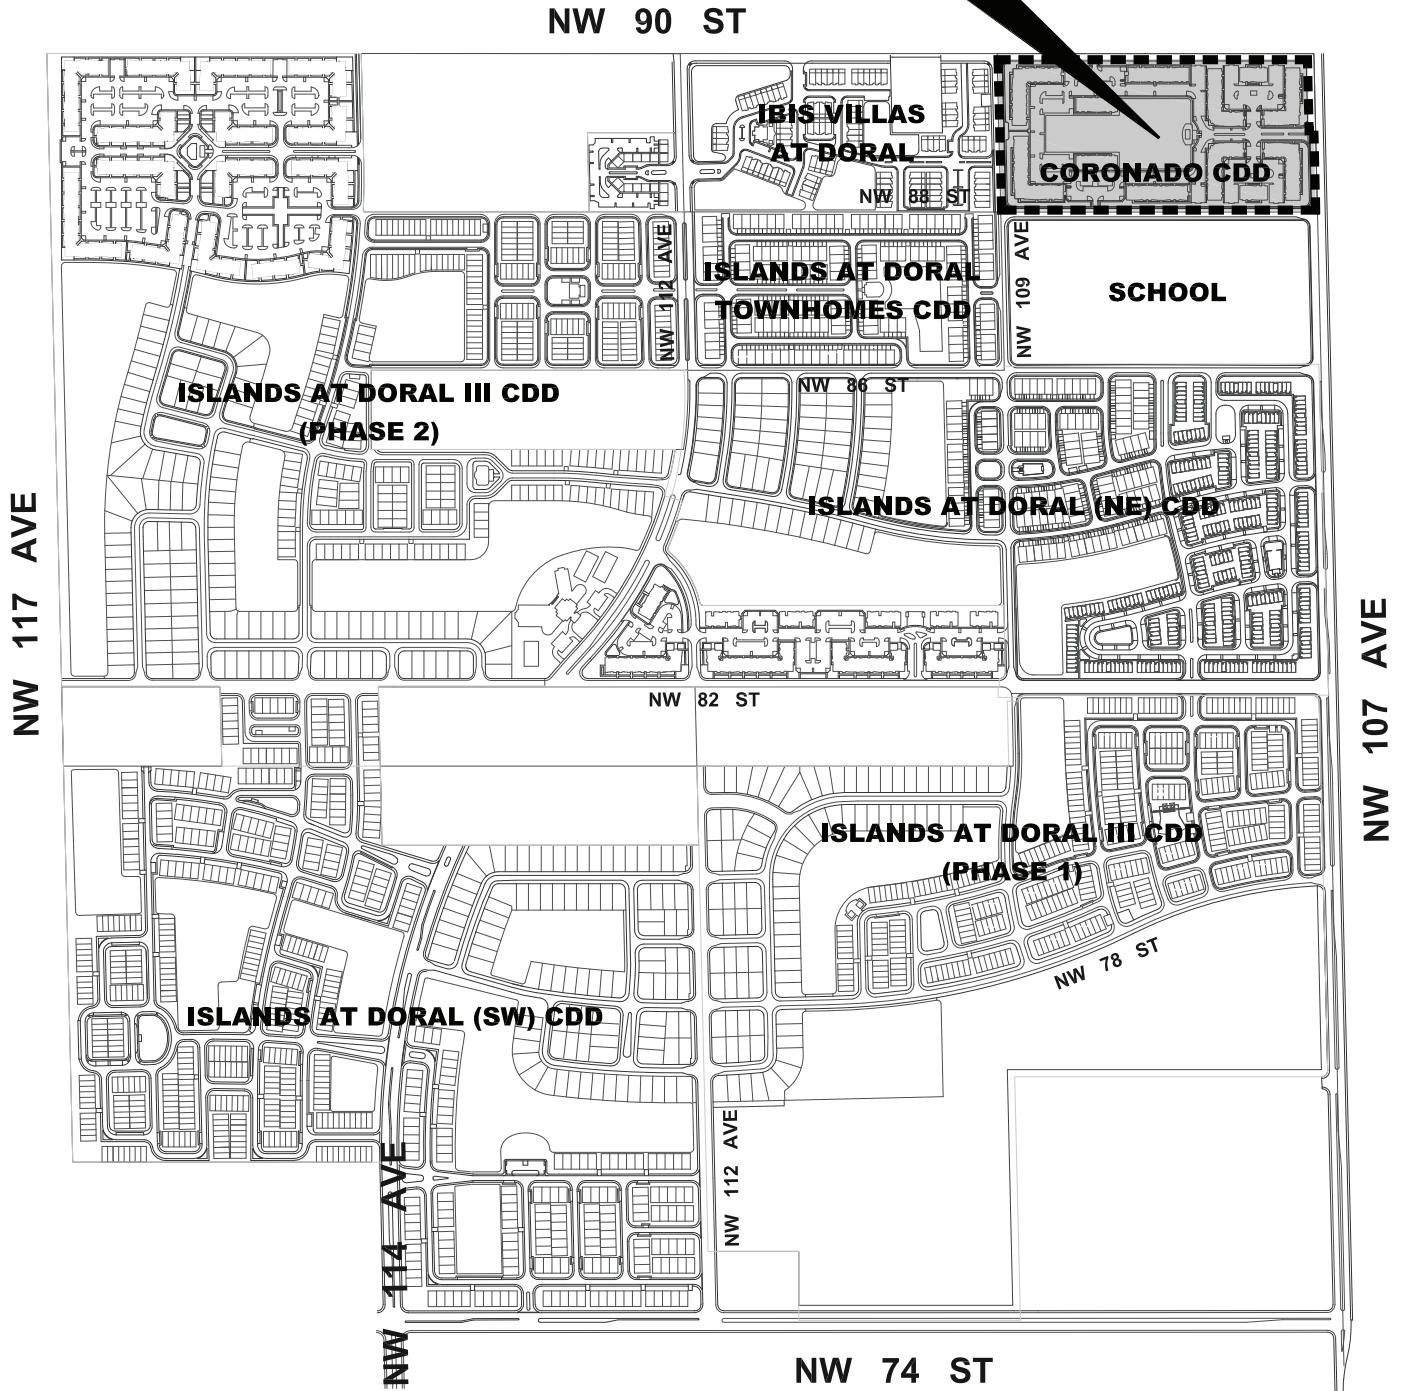 NW 90 ST
IBIS VILLAS
AT DORAL
CORONADO CDD
NW 88 ST
NW 112 AVE
ISLANDS AT DORAL
TOWNHOMES CDD
NW 109 AVE
SCHOOL
NW 86 ST
ISLANDS AT DORAL III CDD
(PHASE 2)
ISLANDS AT DORAL (NE) CDD
NW 117 AVE
NW 107 AVE
NW 82 ST
ISLANDS AT DORAL III CDD
(PHASE 1)
NW 78 ST
ISLANDS AT DORAL (SW) CDD
NW 112 AVE
NW 114 AVE
NW 74 ST